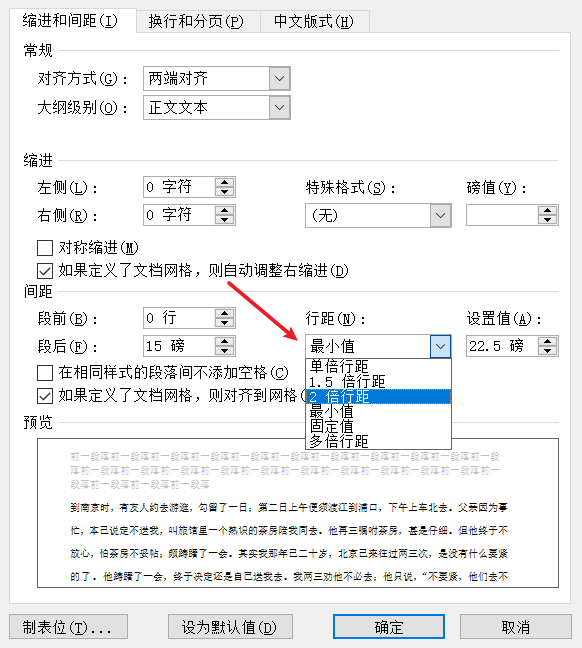 缩进和间距(I) 换行和分页(P) 中文版式(H)
常规
对齐方式(G): 两端对齐
大纲级别(O): 正文文本
缩进
左侧(L): 0 字符 特殊格式(S): 磅值(Y):
右侧(R): 0 字符 (无)
对称缩进(M)
如果定义了文档网格，则自动调整右缩进(D)
间距
段前(B): 0 行 行距(N): 设置值(A):
段后(F): 15 磅 最小值 22.5 磅
单倍行距
1.5 倍行距
2 倍行距
最小值
固定值
多倍行距
在相同样式的段落间不添加空格(C)
如果定义了文档网格，则对齐到网格(
预览
前一段落前一段落前一段落前一段落前一段落前一段落前一段落前一段落前一段落前一段
落前一段落前一段落前一段落前一段落前一段落前一段落前一段落前一段落前一段落前一
段落前一段落前一段落前一段落
到南京时，有友人约去游逛，勾留了一日；第二日上午便须渡江到浦口，下午上车北去。父亲因为事
忙，本已说定不送我，叫旅馆里一个熟识的茶房陪我同去。他再三嘱咐茶房，甚是仔细。但他终于不
放心，怕茶房不妥帖；颇踌躇了一会。其实我那年已二十岁，北京已来往过两三次，是没有什么要紧
的了。他踌躇了一会，终于决定还是自己送我去。我两三劝他不必去；他只说，“不要紧，他们去不
制表位(T)... 设为默认值(D) 确定 取消